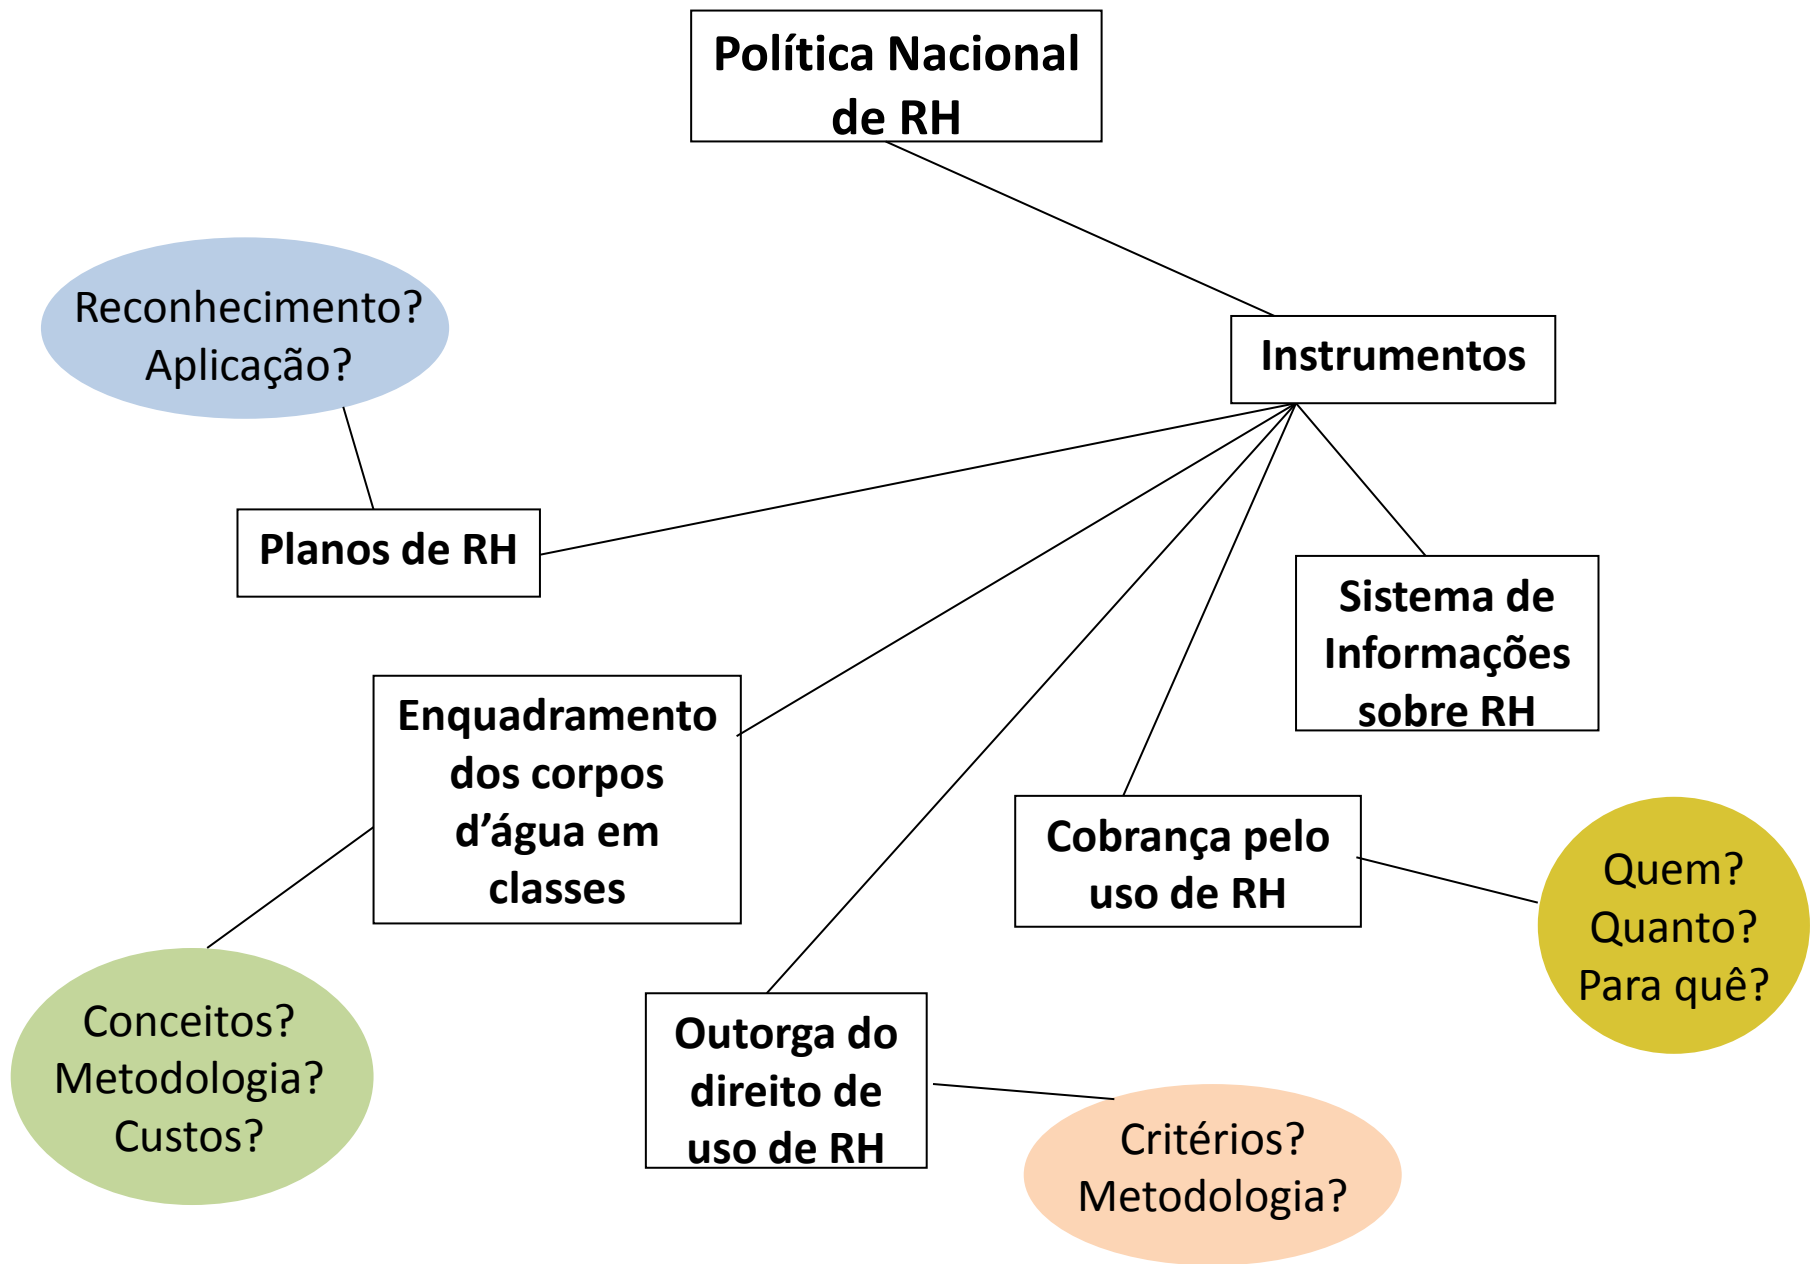 Política Nacional
de RH
Reconhecimento?
Aplicação?
Instrumentos
Planos de RH
Sistema de
Informações
sobre RH
Enquadramento
dos corpos
d’água em
classes
Cobrança pelo
uso de RH
Quem?
Quanto?
Para quê?
Conceitos?
Metodologia?
Custos?
Outorga do
direito de
uso de RH
Critérios?
Metodologia?